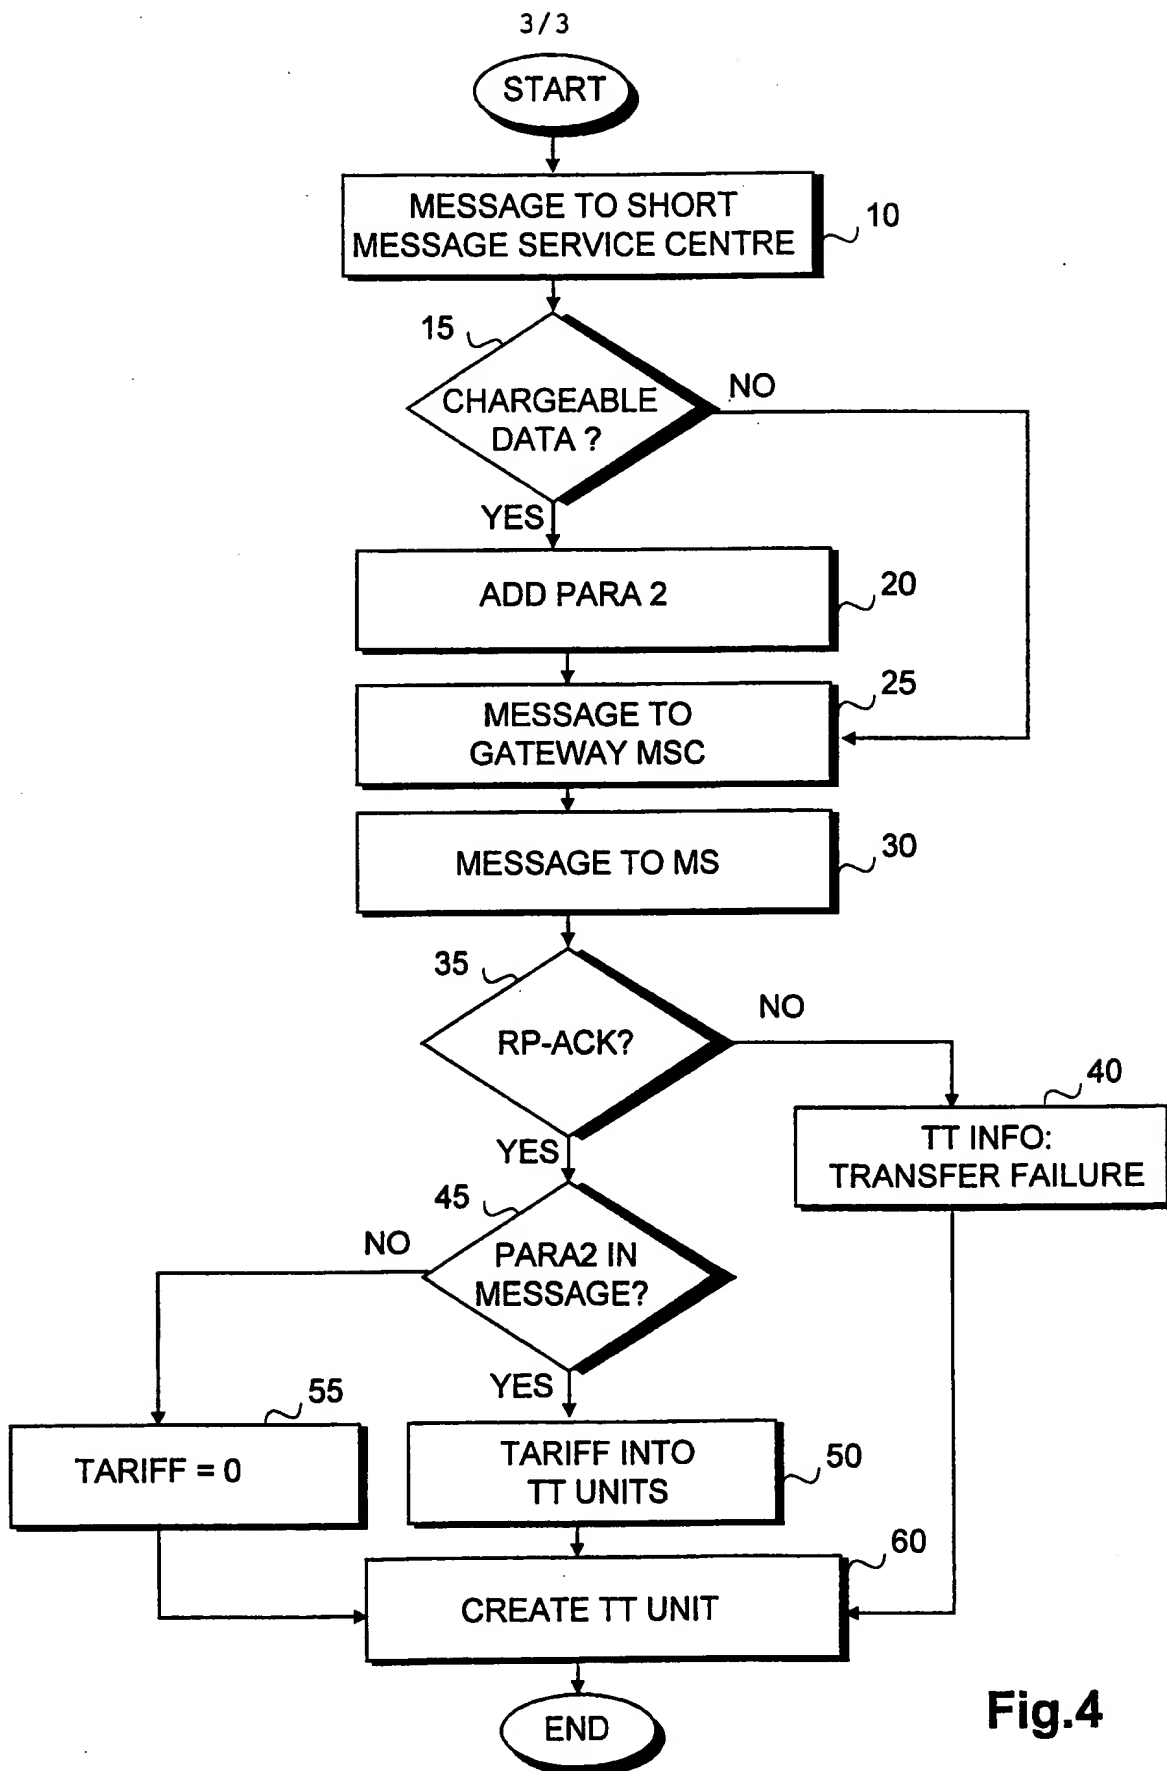 3/3
START
MESSAGE TO SHORT
MESSAGE SERVICE CENTRE
10
15
CHARGEABLE
DATA ?
NO
YES
ADD PARA 2
20
25
MESSAGE TO
GATEWAY MSC
MESSAGE TO MS
30
35
RP-ACK?
NO
YES
40
TT INFO:
TRANSFER FAILURE
45
PARA2 IN
MESSAGE?
NO
YES
55
TARIFF = 0
TARIFF INTO
TT UNITS
50
60
CREATE TT UNIT
END
Fig.4